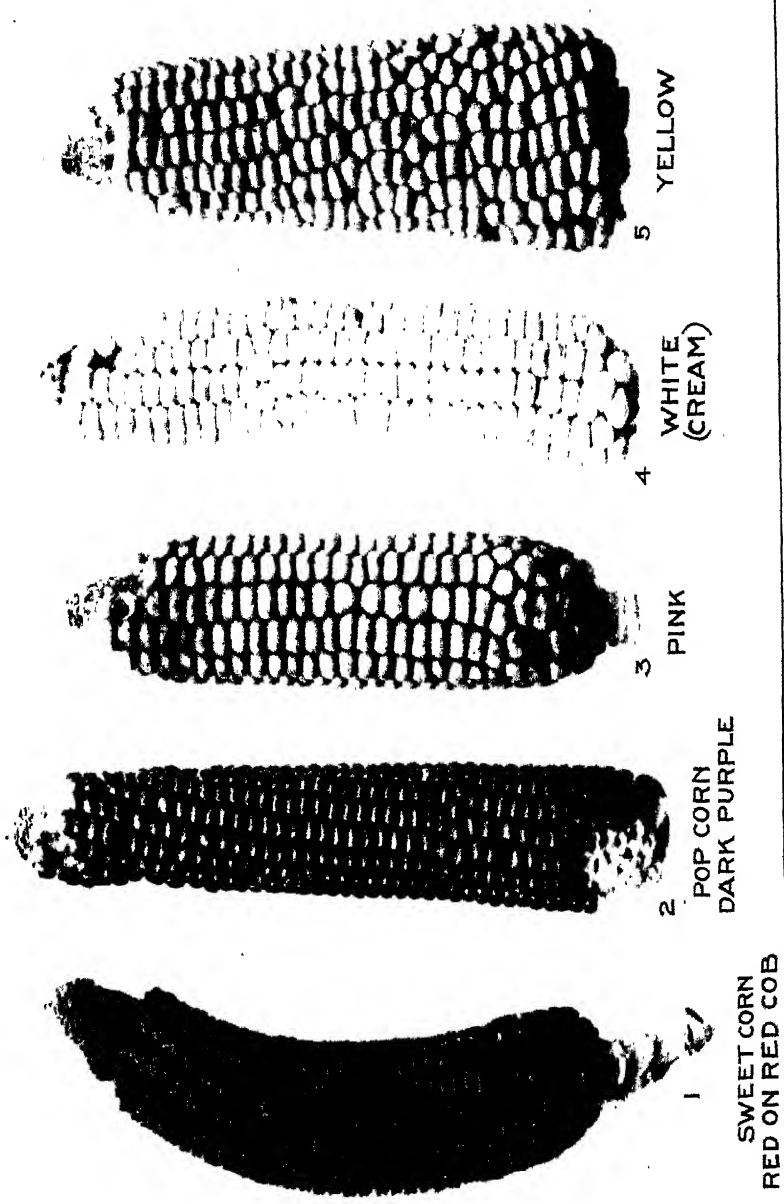 1
SWEET CORN
RED ON RED COB
2
POP CORN
DARK PURPLE
3
PINK
4
WHITE
(CREAM)
5
YELLOW